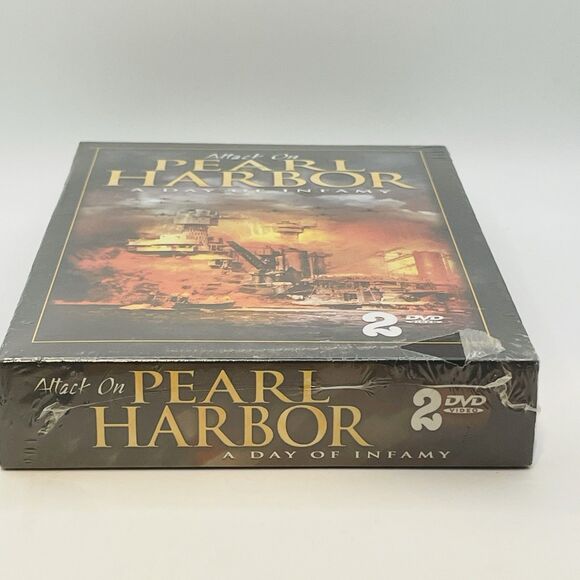 Attack On
PEARL
HARBOR
A DAY OF INFAMY
2 DVD
Attack On PEARL
HARBOR
A DAY OF INFAMY
2 DVD
VIDEO